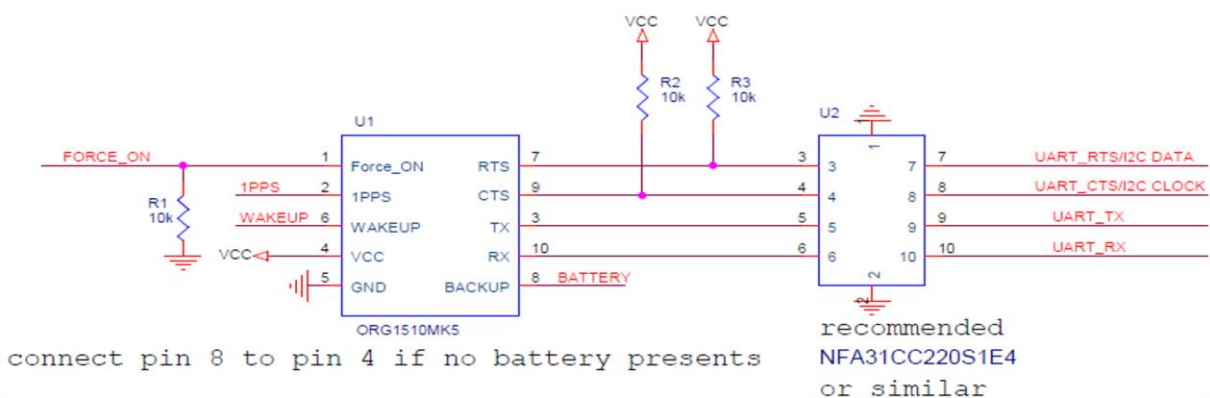 VCC VCC
R2
10k
R3
10k
U1
U2
1
FORCE_ON 1 Force_ON RTS 7 3 3 7 7 UART_RTS/I2C DATA
1PPS 2 1PPS CTS 9 4 4 8 8 UART_CTS/I2C CLOCK
R1
10k
WAKEUP 6 WAKEUP TX 3 5 5 9 9 UART_TX
VCC 4 VCC RX 10 6 6 10 10 UART_RX
5 GND BACKUP 8 BATTERY
1
2
2
ORG1510MK5
connect pin 8 to pin 4 if no battery presents
recommended
NFA31CC220S1E4
or similar